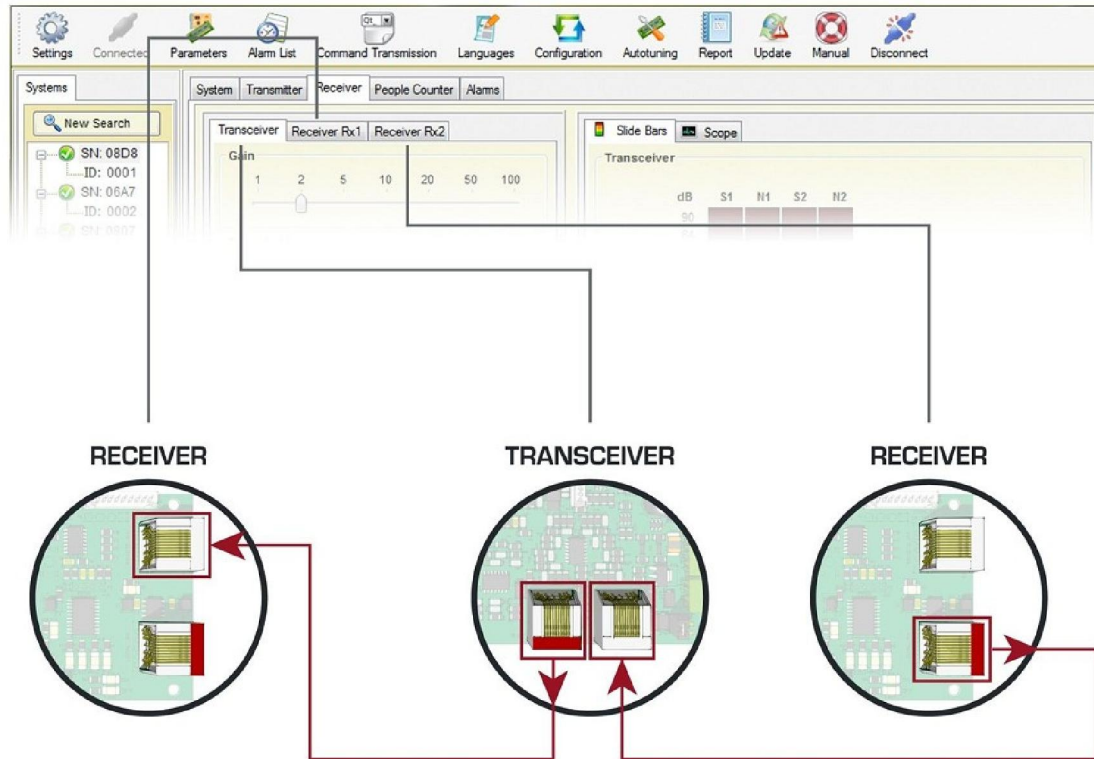 Settings Connected Parameters Alarm List Command Transmission Languages Configuration Autotuning Report Update Manual Disconnect
Systems
System Transmitter Receiver People Counter Alarms
New Search
Transceiver Receiver Rx1 Receiver Rx2
Slide Bars Scope
SN: 08D8
ID: 0001
SN: 06A7
ID: 0002
Gain
1 2 5 10 20 50 100
Transceiver
dB S1 N1 S2 N2
90
RECEIVER TRANSCEIVER RECEIVER